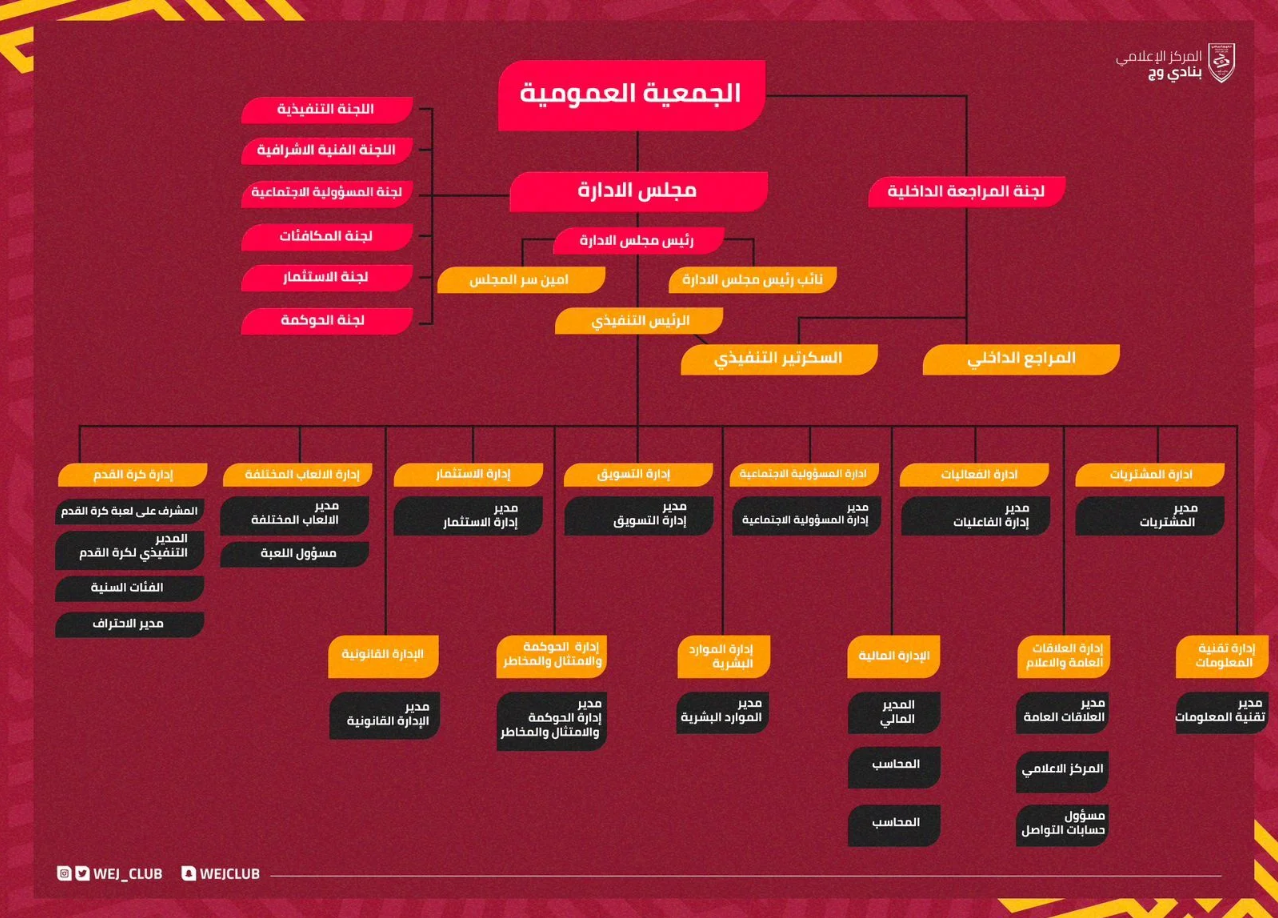 المركز الإعلامي
بنادي وج
الجمعية العمومية
اللجنة التنفيذية
اللجنة الفنية الاشرافية
لجنة المسؤولية الاجتماعية
لجنة المكافئات
لجنة الاستثمار
لجنة الحوكمة
مجلس الادارة
لجنة المراجعة الداخلية
رئيس مجلس الادارة
نائب رئيس مجلس الادارة
امين سر المجلس
الرئيس التنفيذي
المراجع الداخلي
السكرتير التنفيذي
ادارة المشتريات
مدير
المشتريات
ادارة الفعاليات
مدير
إدارة الفاعليات
ادارة المسؤولية الاجتماعية
مدير
إدارة المسؤولية الاجتماعية
إدارة التسويق
مدير
إدارة التسويق
إدارة الاستثمار
مدير
إدارة الاستثمار
إدارة الالعاب المختلفة
مدير
الالعاب المختلفة
مسؤول اللعبة
إدارة كرة القدم
المشرف على لعبة كرة القدم
المدير
التنفيذي لكرة القدم
الفئات السنية
مدير الاحتراف
إدارة تقنية
المعلومات
مدير
تقنية المعلومات
إدارة العلاقات
العامة والاعلام
مدير
العلاقات العامة
المركز الاعلامي
مسؤول
حسابات التواصل
الإدارة المالية
المدير
المالي
المحاسب
المحاسب
إدارة الموارد
البشرية
مدير
الموارد البشرية
إدارة الحوكمة
والامتثال والمخاطر
مدير
إدارة الحوكمة
والامتثال والمخاطر
الإدارة القانونية
مدير
الإدارة القانونية
WEJ_CLUB
WEJCLUB